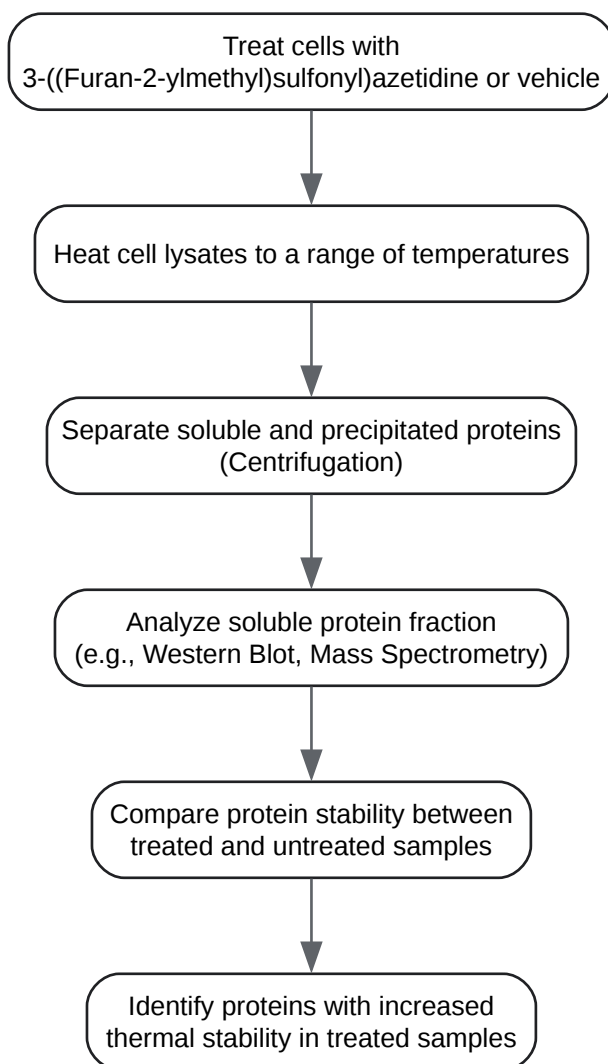 Treat cells with
3-((Furan-2-ylmethyl)sulfonyl)azetidine or vehicle
Heat cell lysates to a range of temperatures
Separate soluble and precipitated proteins
(Centrifugation)
Analyze soluble protein fraction
(e.g., Western Blot, Mass Spectrometry)
Compare protein stability between
treated and untreated samples
Identify proteins with increased
thermal stability in treated samples